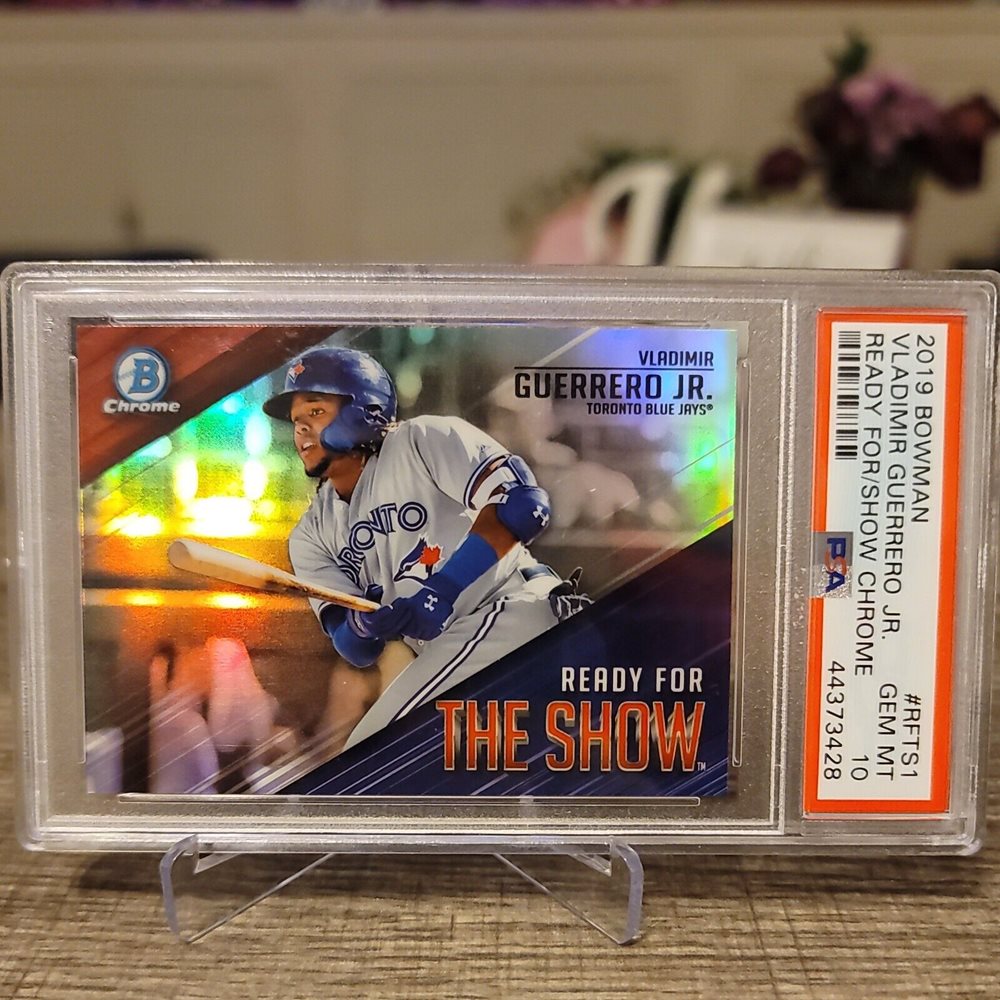 B
Chrome
VLADIMIR
GUERRERO JR.
TORONTO BLUE JAYS®
TORONTO
READY FOR
THE SHOW™
2019 BOWMAN #RFTS1
VLADIMIR GUERRERO JR. GEM MT
READY FOR/SHOW CHROME 10
PSA 44373428